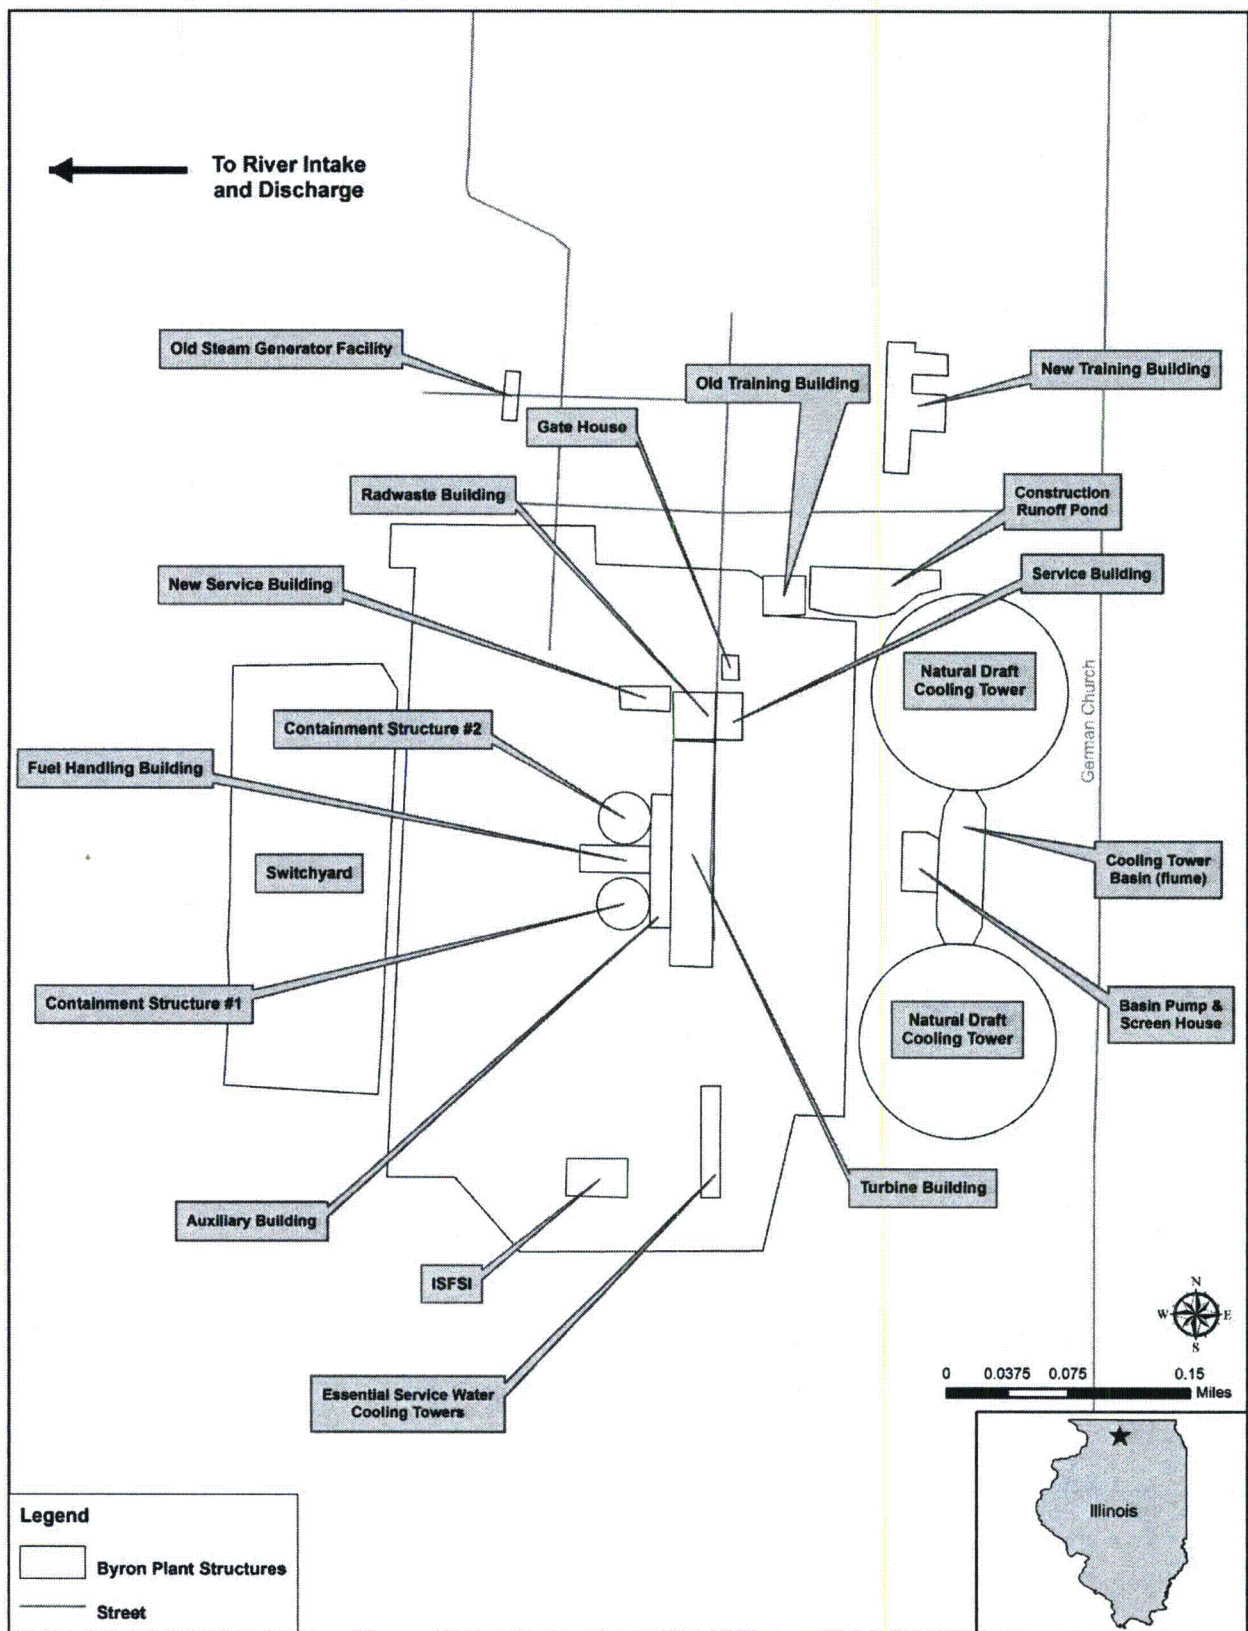 To River Intake
and Discharge
Old Steam Generator Facility
Old Training Building
New Training Building
Gate House
Radwaste Building
Construction
Runoff Pond
New Service Building
Service Building
Natural Draft
Cooling Tower
German Church
Containment Structure #2
Fuel Handling Building
Switchyard
Cooling Tower
Basin (flume)
Containment Structure #1
Natural Draft
Cooling Tower
Basin Pump &
Screen House
Auxiliary Building
Turbine Building
ISFSI
N
W E
S
Essential Service Water
Cooling Towers
0 0.0375 0.075 0.15
Miles
Illinois
Legend
Byron Plant Structures
Street